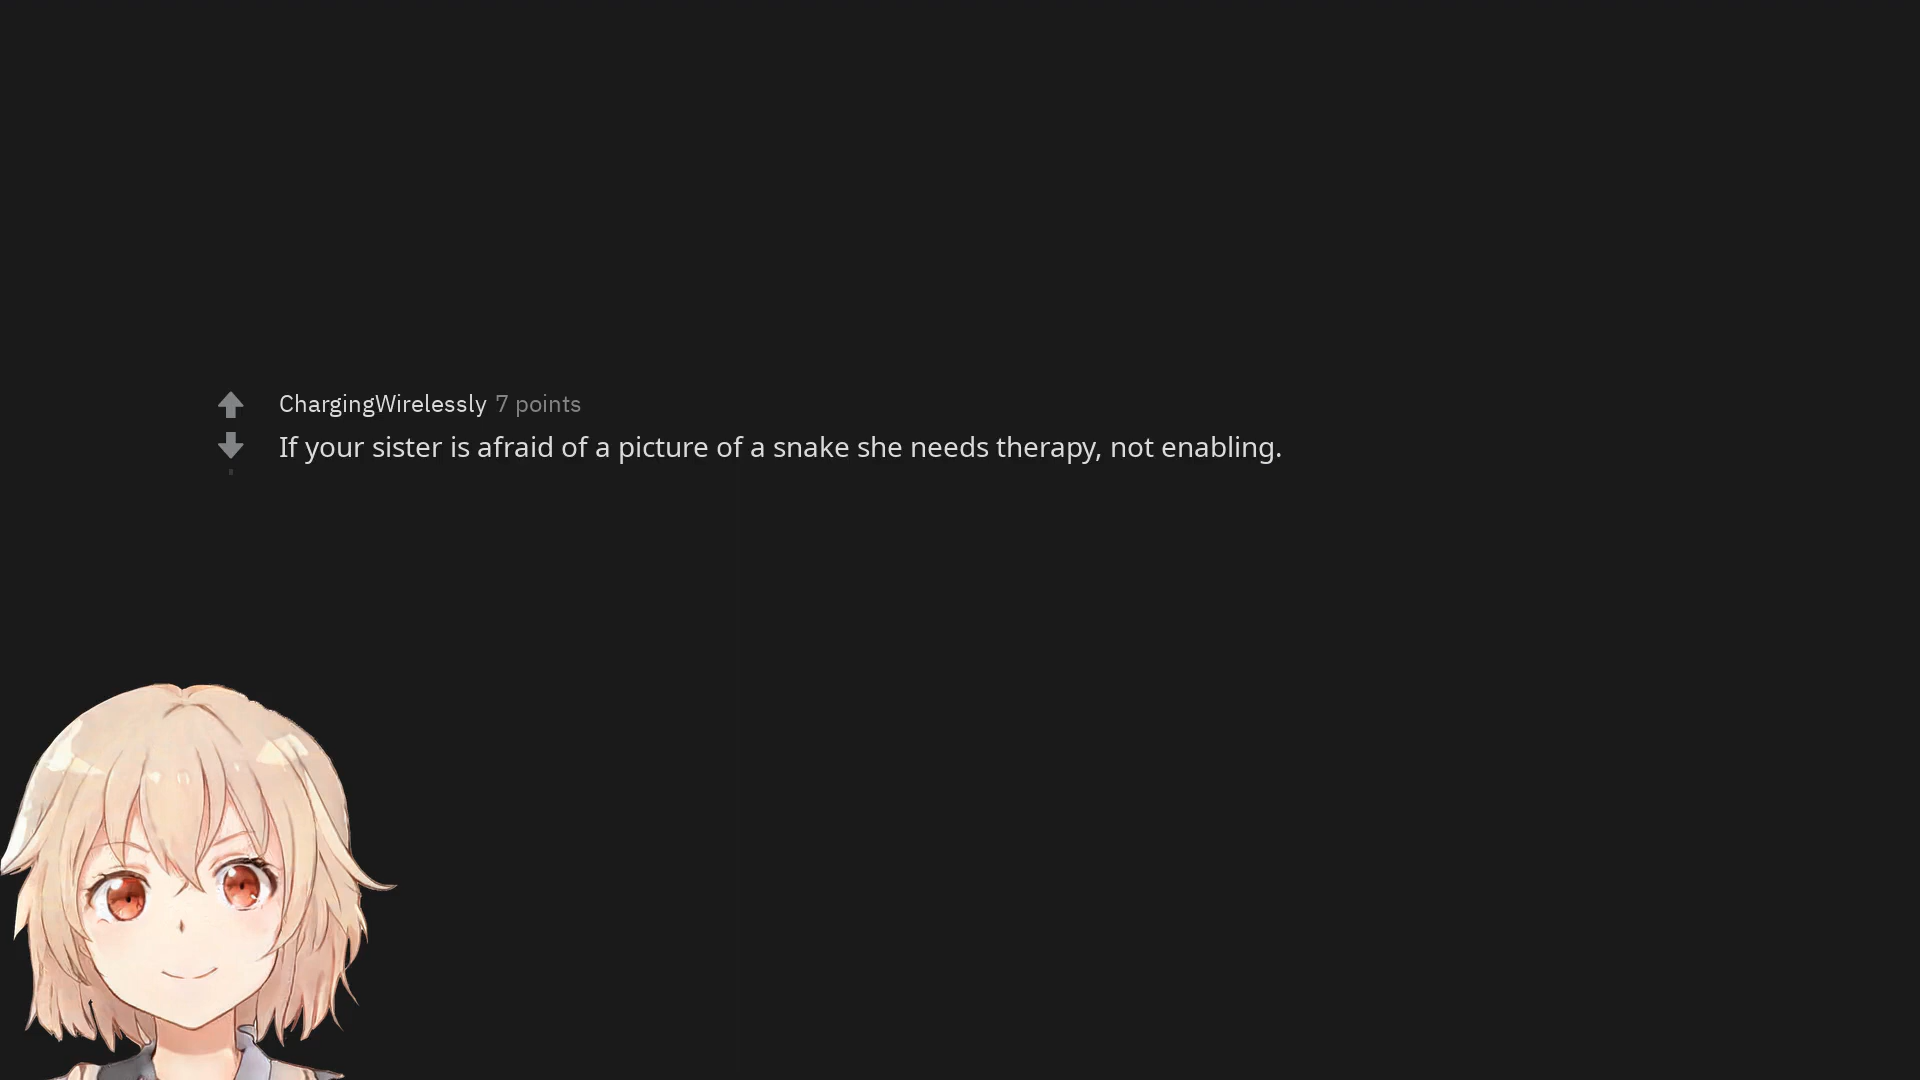 ChargingWirelessly 7 points
If your sister is afraid of a picture of a snake she needs therapy, not enabling.